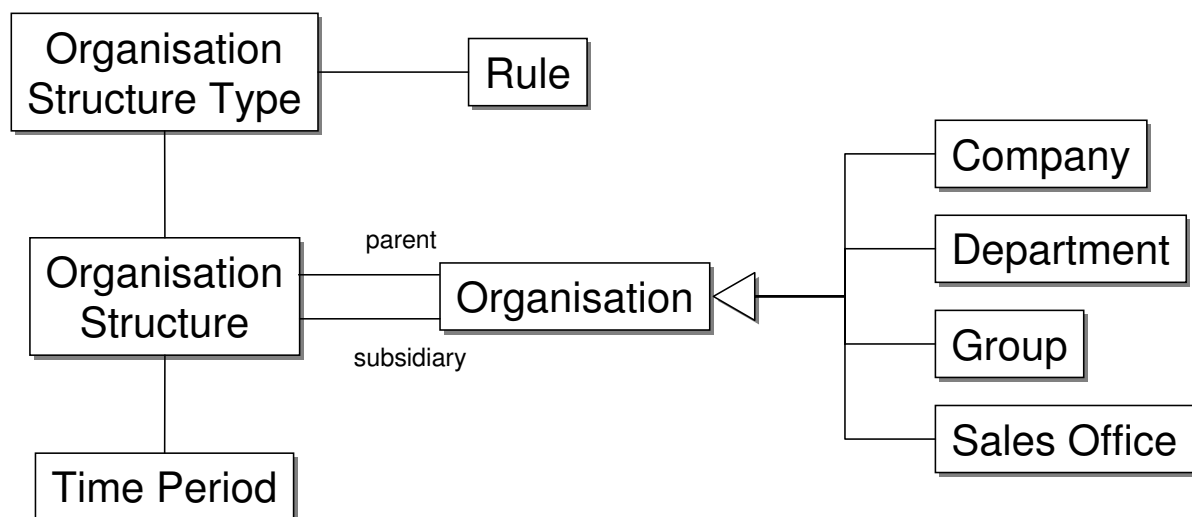 Organisation
Structure Type
Rule
Company
Department
Organisation
Structure
parent
subsidiary
Organisation
Group
Sales Office
Time Period